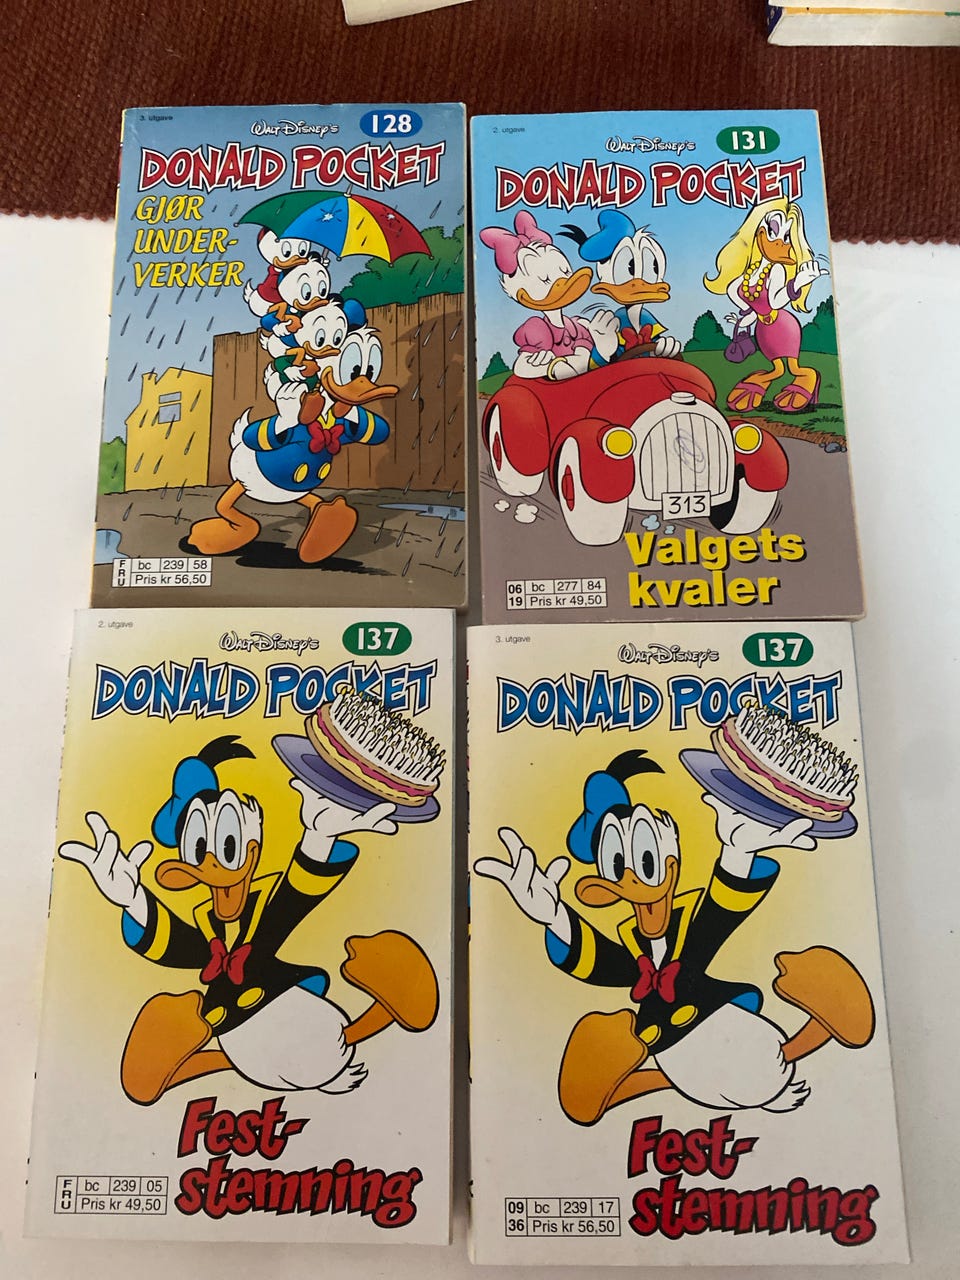 3. utgave
WALT DISNEY'S
128
DONALD POCKET
GJØR
UNDER-
VERKER
F R U
bc 239 58
Pris kr 56,50
2. utgave
WALT DISNEY'S
131
DONALD POCKET
313
Valgets
kvaler
06 bc 277 84
19 Pris kr 49,50
2. utgave
WALT DISNEY'S
137
DONALD POCKET
Fest-
stemning
F R U
bc 239 05
Pris kr 49,50
3. utgave
WALT DISNEY'S
137
DONALD POCKET
Fest-
stemning
09 bc 239 17
36 Pris kr 56,50